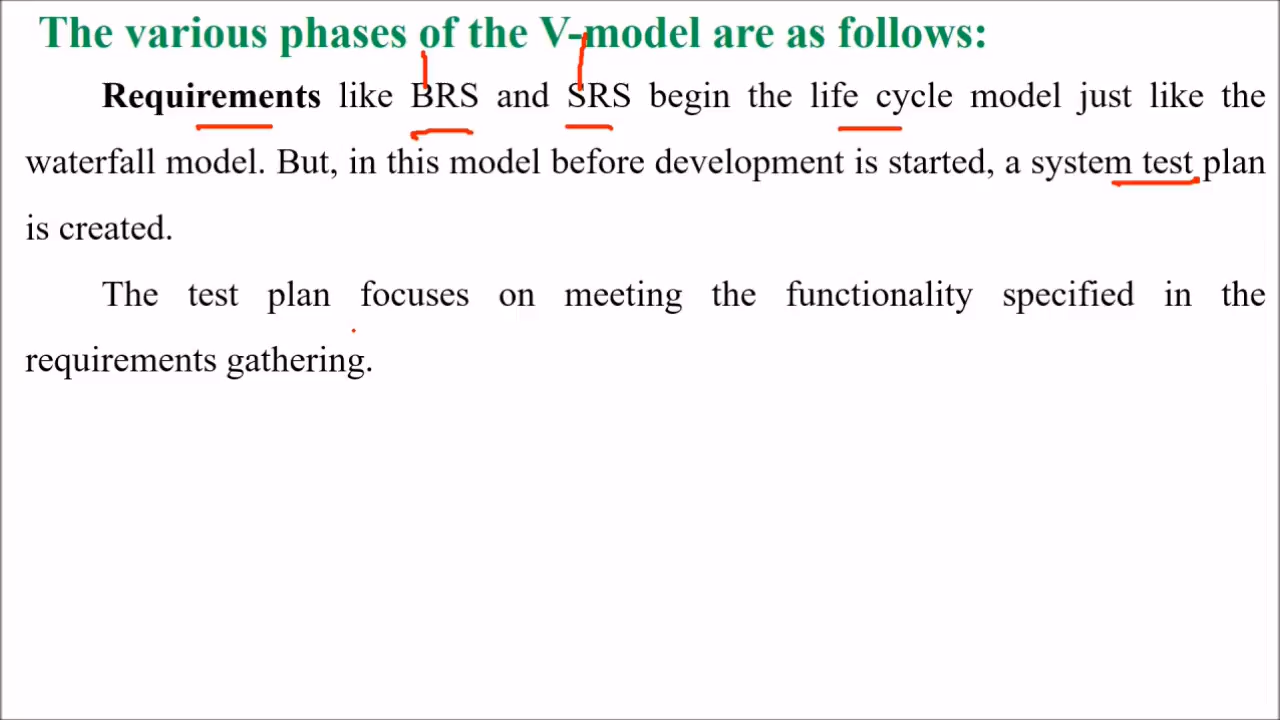 The various phases of the V-model are as follows:
Requirements like BRS and SRS begin the life cycle model just like the
waterfall model. But, in this model before development is started, a system test plan
is created.
The test plan focuses on meeting the functionality specified in the
requirements gathering.